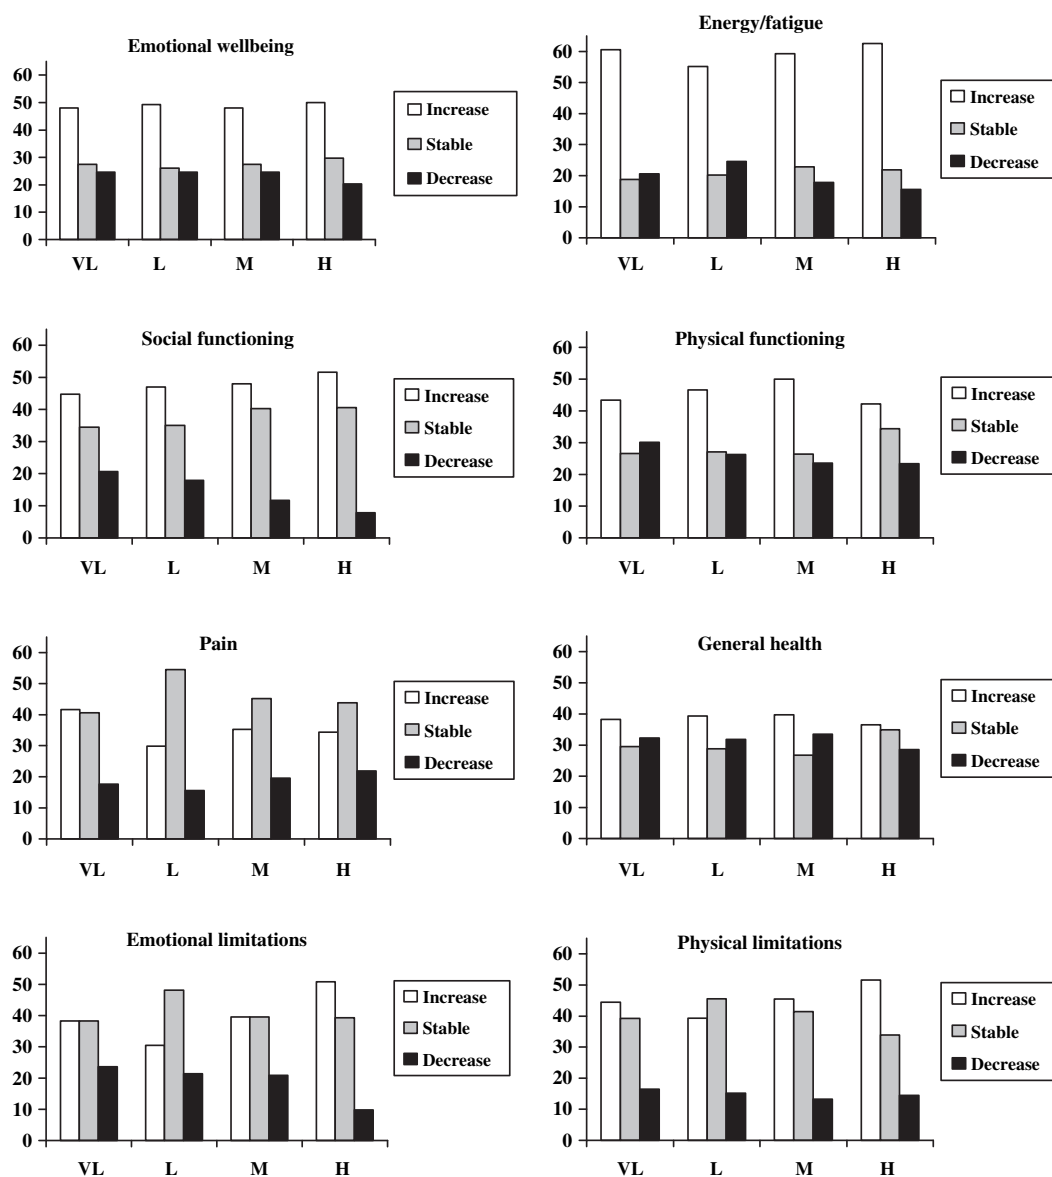 Emotional wellbeing
60
50
40
30
20
10
0
VL L M H
Increase
Stable
Decrease
Energy/fatigue
60
50
40
30
20
10
0
VL L M H
Increase
Stable
Decrease
Social functioning
60
50
40
30
20
10
0
VL L M H
Increase
Stable
Decrease
Physical functioning
60
50
40
30
20
10
0
VL L M H
Increase
Stable
Decrease
Pain
60
50
40
30
20
10
0
VL L M H
Increase
Stable
Decrease
General health
60
50
40
30
20
10
0
VL L M H
Increase
Stable
Decrease
Emotional limitations
60
50
40
30
20
10
0
VL L M H
Increase
Stable
Decrease
Physical limitations
60
50
40
30
20
10
0
VL L M H
Increase
Stable
Decrease